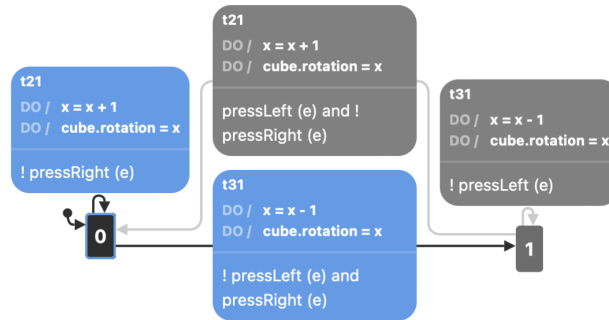 t21
DO / x = x + 1
DO / cube.rotation = x
pressLeft (e) and !
pressRight (e)
t21
DO / x = x + 1
DO / cube.rotation = x
! pressRight (e)
t31
DO / x = x - 1
DO / cube.rotation = x
! pressLeft (e)
t31
DO / x = x - 1
DO / cube.rotation = x
! pressLeft (e) and
pressRight (e)
0
1